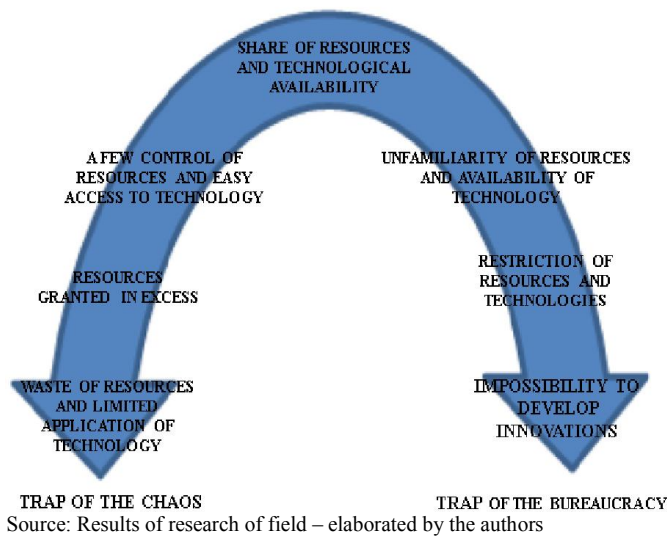 SHARE OF RESOURCES
AND TECHNOLOGICAL
AVAILABILITY
A FEW CONTROL OF
RESOURCES AND EASY
ACCESS TO TECHNOLOGY
UNFAMILIARITY OF RESOURCES
AND AVAILABILITY OF
TECHNOLOGY
RESOURCES
GRANTED IN EXCESS
RESTRICTION OF
RESOURCES AND
TECHNOLOGIES
WASTE OF RESOURCES
AND LIMITED
APPLICATION OF
TECHNOLOGY
IMPOSSIBILITY TO
DEVELOP
INNOVATIONS
TRAP OF THE CHAOS
TRAP OF THE BUREAUCRACY
Source: Results of research of field – elaborated by the authors